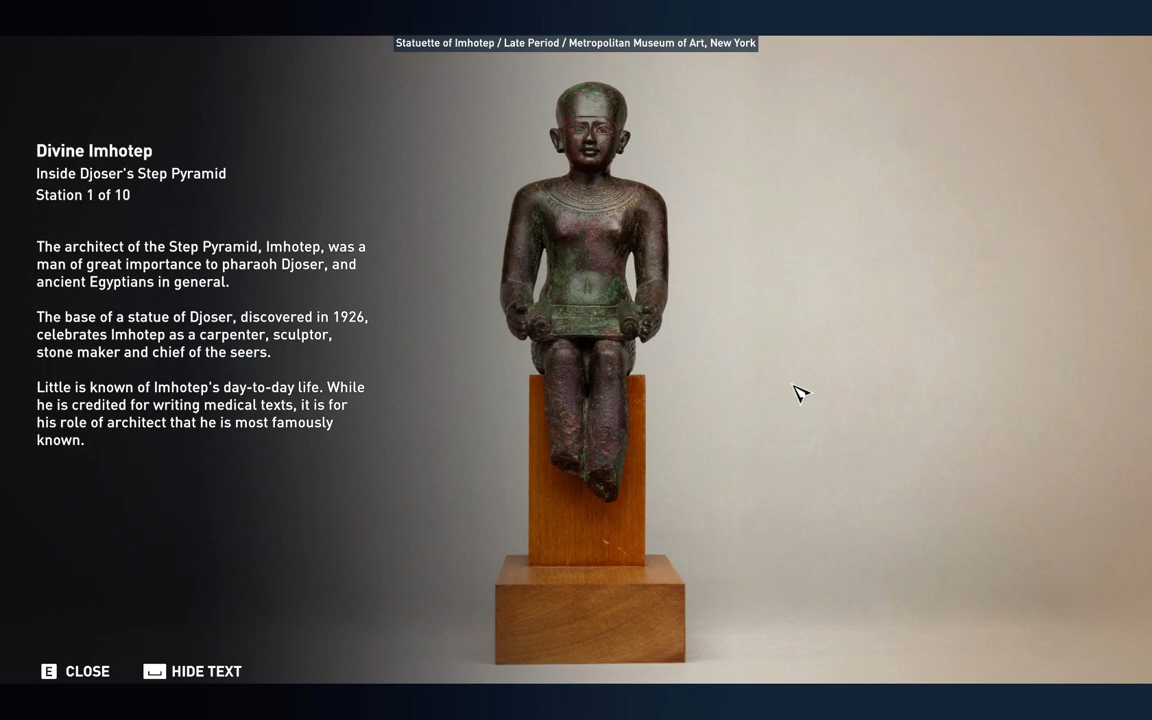 Statuette of Imhotep / Late Period / Metropolitan Museum of Art, New York
Divine Imhotep
Inside Djoser's Step Pyramid
Station 1 of 10
The architect of the Step Pyramid, Imhotep, was a
man of great importance to pharaoh Djoser, and
ancient Egyptians in general.
The base of a statue of Djoser, discovered in 1926,
celebrates Imhotep as a carpenter, sculptor,
stone maker and chief of the seers.
Little is known of Imhotep's day-to-day life. While
he is credited for writing medical texts, it is for
his role of architect that he is most famously
known.
E CLOSE HIDE TEXT